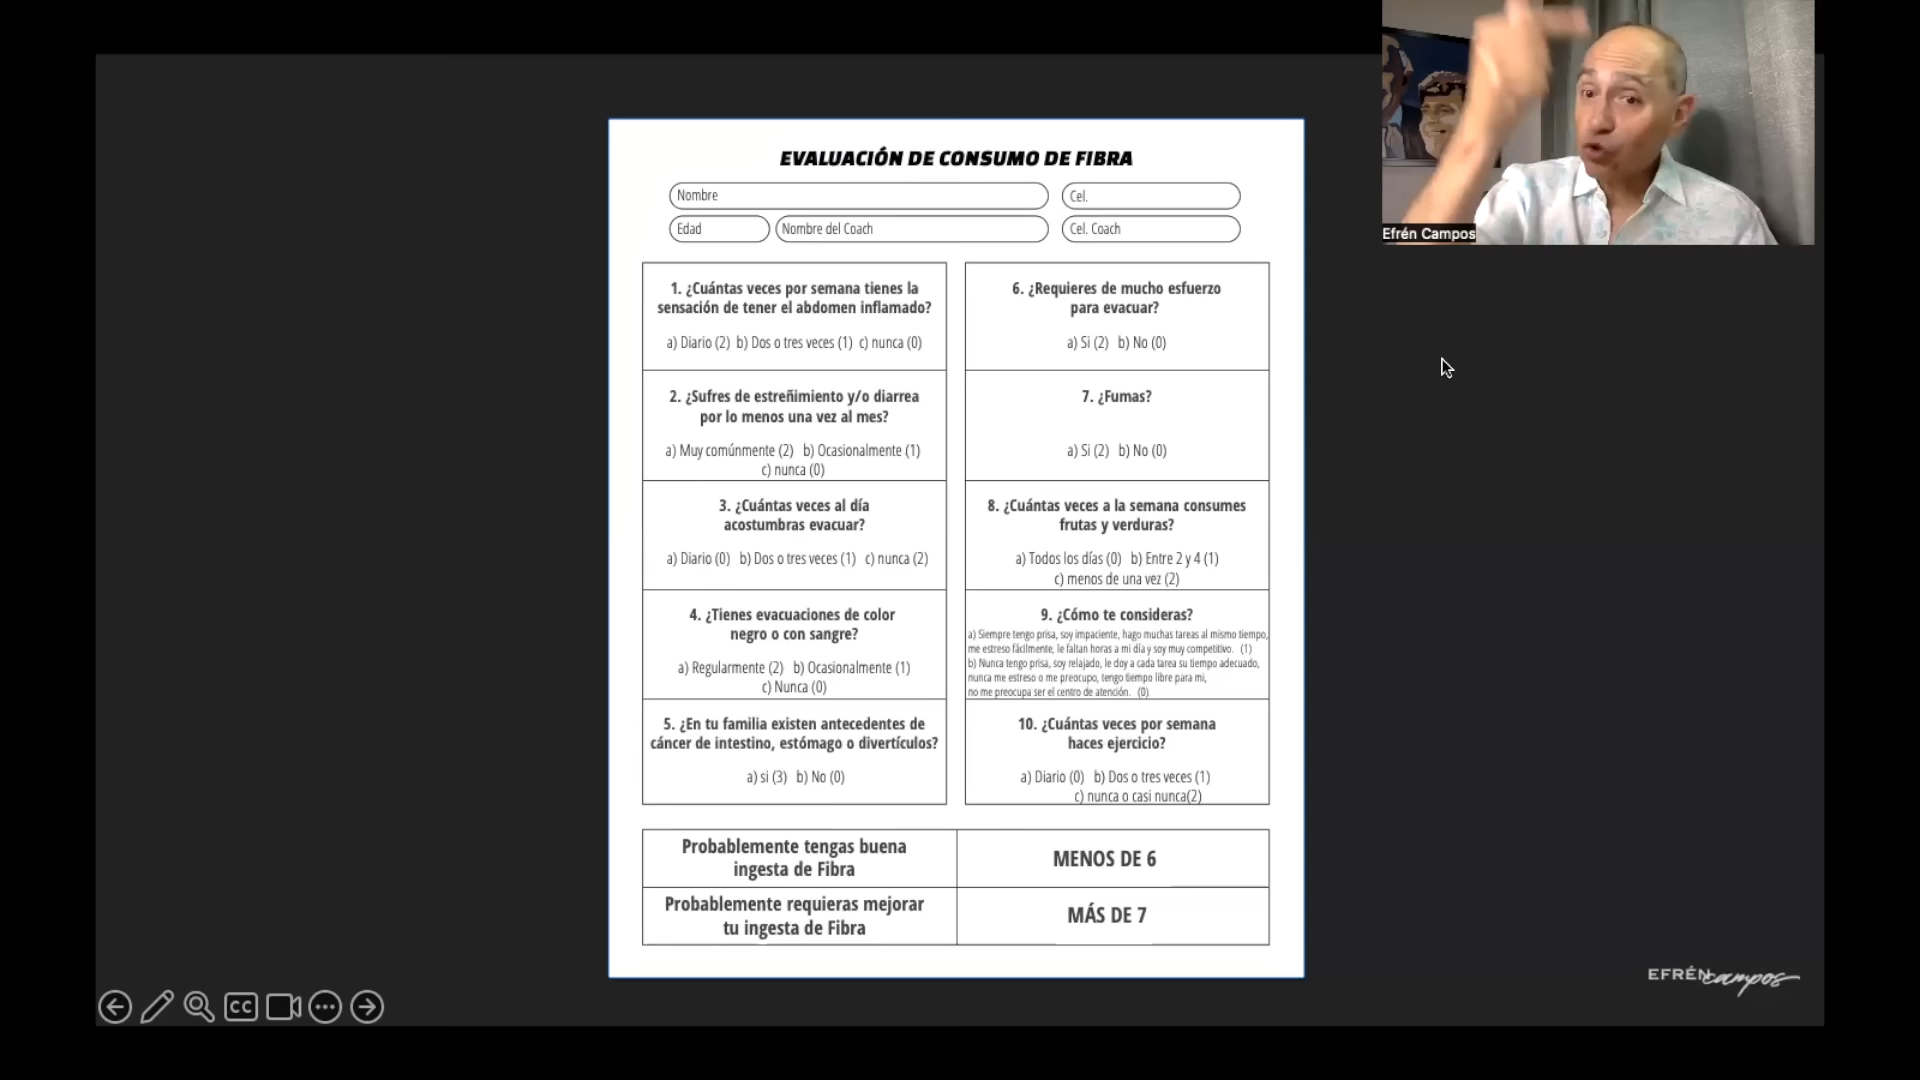 EVALUACIÓN DE CONSUMO DE FIBRA
Nombre
Cel.
Edad
Nombre del Coach
Cel. Coach
1. ¿Cuántas veces por semana tienes la
sensación de tener el abdomen inflamado?
a) Diario (2) b) Dos o tres veces (1) c) nunca (0)
2. ¿Sufres de estreñimiento y/o diarrea
por lo menos una vez al mes?
a) Muy comúnmente (2) b) Ocasionalmente (1)
c) nunca (0)
3. ¿Cuántas veces al día
acostumbras evacuar?
a) Diario (0) b) Dos o tres veces (1) c) nunca (2)
4. ¿Tienes evacuaciones de color
negro o con sangre?
a) Regularmente (2) b) Ocasionalmente (1)
c) Nunca (0)
5. ¿En tu familia existen antecedentes de
cáncer de intestino, estómago o divertículos?
a) si (3) b) No (0)
6. ¿Requieres de mucho esfuerzo
para evacuar?
a) Si (2) b) No (0)
7. ¿Fumas?
a) Si (2) b) No (0)
8. ¿Cuántas veces a la semana consumes
frutas y verduras?
a) Todos los días (0) b) Entre 2 y 4 (1)
c) menos de una vez (2)
9. ¿Cómo te consideras?
a) Siempre tengo prisa, soy impaciente, hago muchas tareas al mismo tiempo,
me estreso fácilmente, le faltan horas a mi día y soy muy competitivo. (1)
b) Nunca tengo prisa, soy relajado, le doy a cada tarea su tiempo adecuado,
nunca me estreso o me preocupo, tengo tiempo libre para mi,
no me preocupa ser el centro de atención. (0)
10. ¿Cuántas veces por semana
haces ejercicio?
a) Diario (0) b) Dos o tres veces (1)
c) nunca o casi nunca(2)
Probablemente tengas buena
ingesta de Fibra
MENOS DE 6
Probablemente requieras mejorar
tu ingesta de Fibra
MÁS DE 7
Efrén Campos
EFRÉN campos
CC